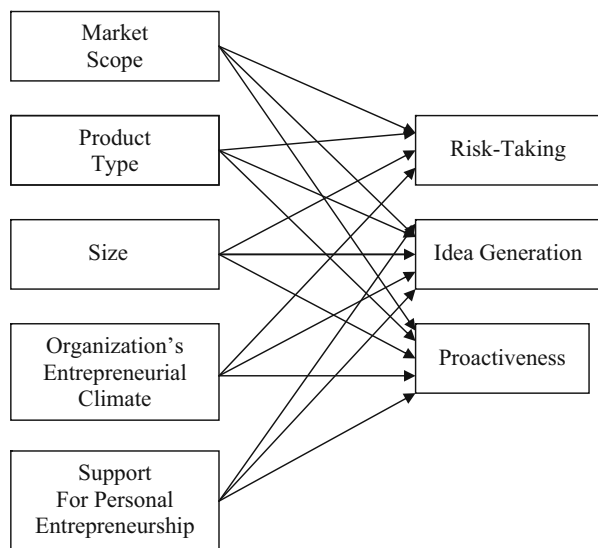 Market
Scope
Product
Type
Size
Organization's
Entrepreneurial
Climate
Support
For Personal
Entrepreneurship
Risk-Taking
Idea Generation
Proactiveness